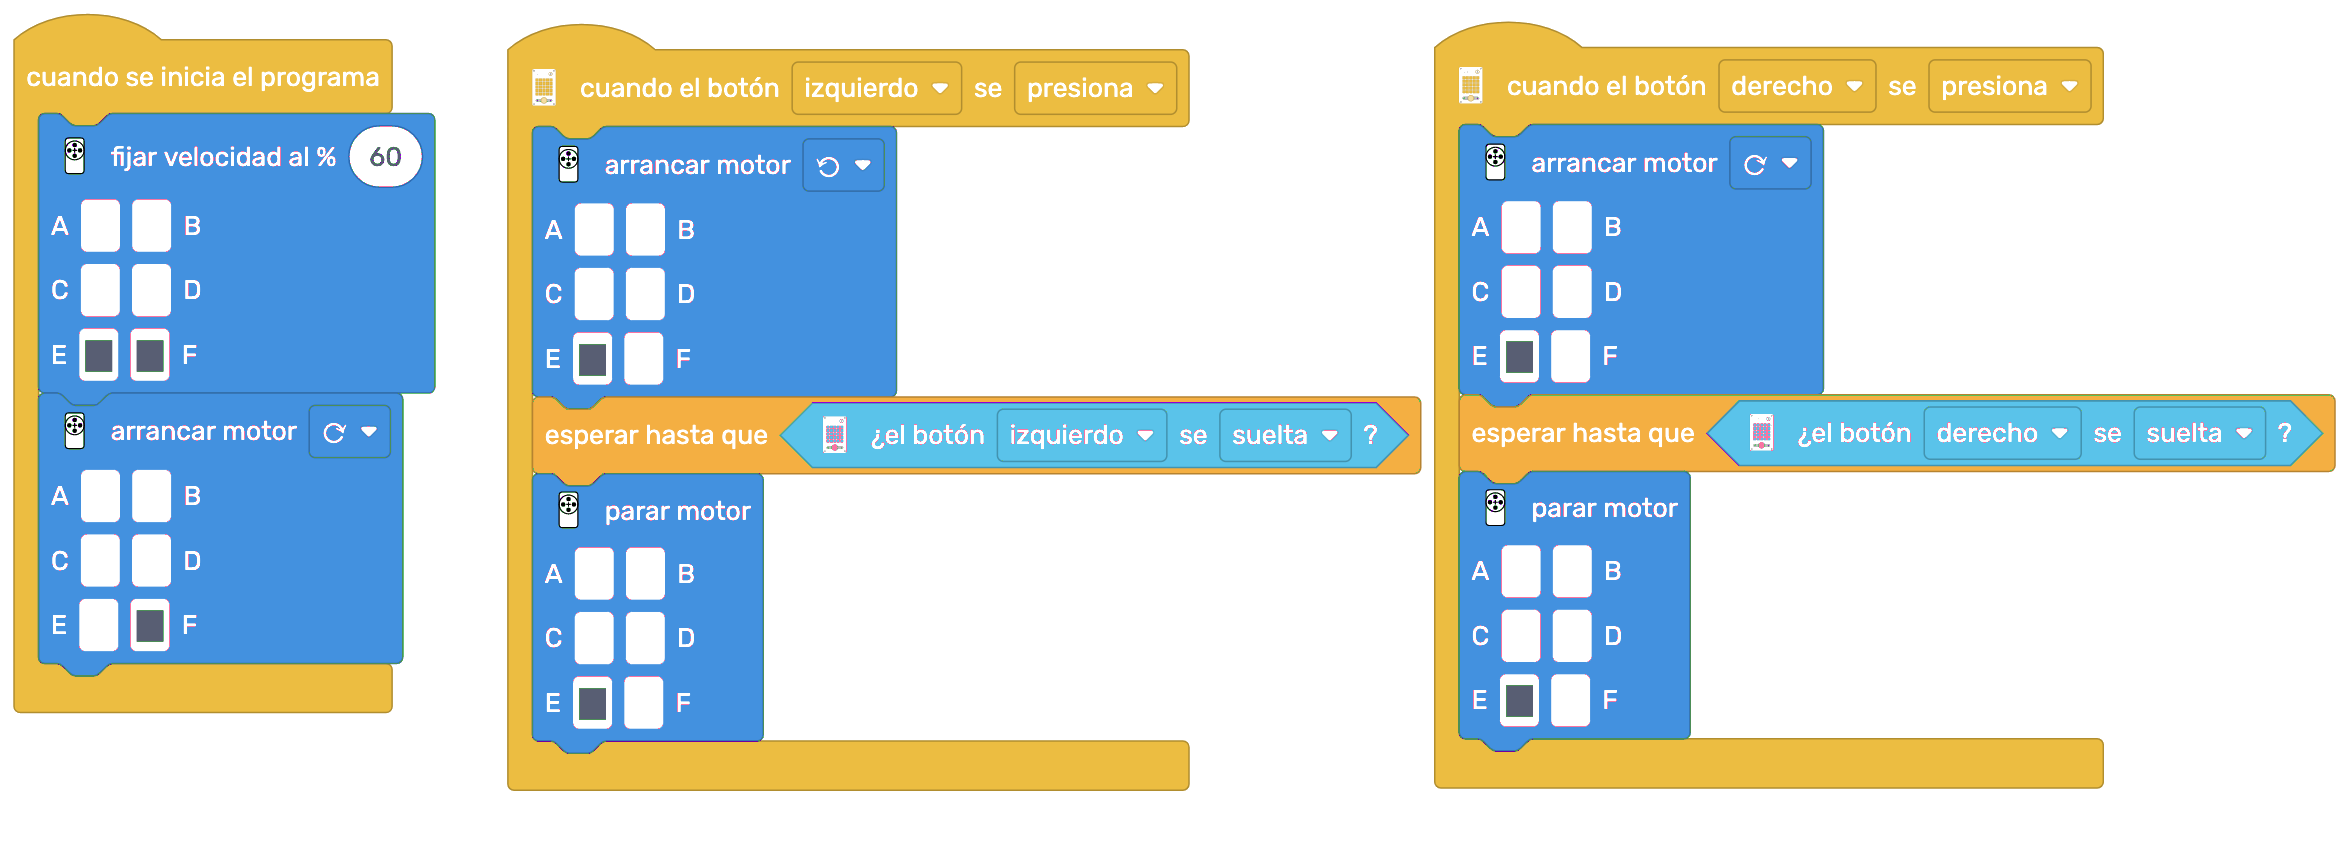 cuando se inicia el programa
fijar velocidad al % 60
A B
C D
E F
arrancar motor
A B
C D
E F
cuando el botón izquierdo se presiona
arrancar motor
A B
C D
E F
esperar hasta que ¿el botón izquierdo se suelta ?
parar motor
A B
C D
E F
cuando el botón derecho se presiona
arrancar motor
A B
C D
E F
esperar hasta que ¿el botón derecho se suelta ?
parar motor
A B
C D
E F